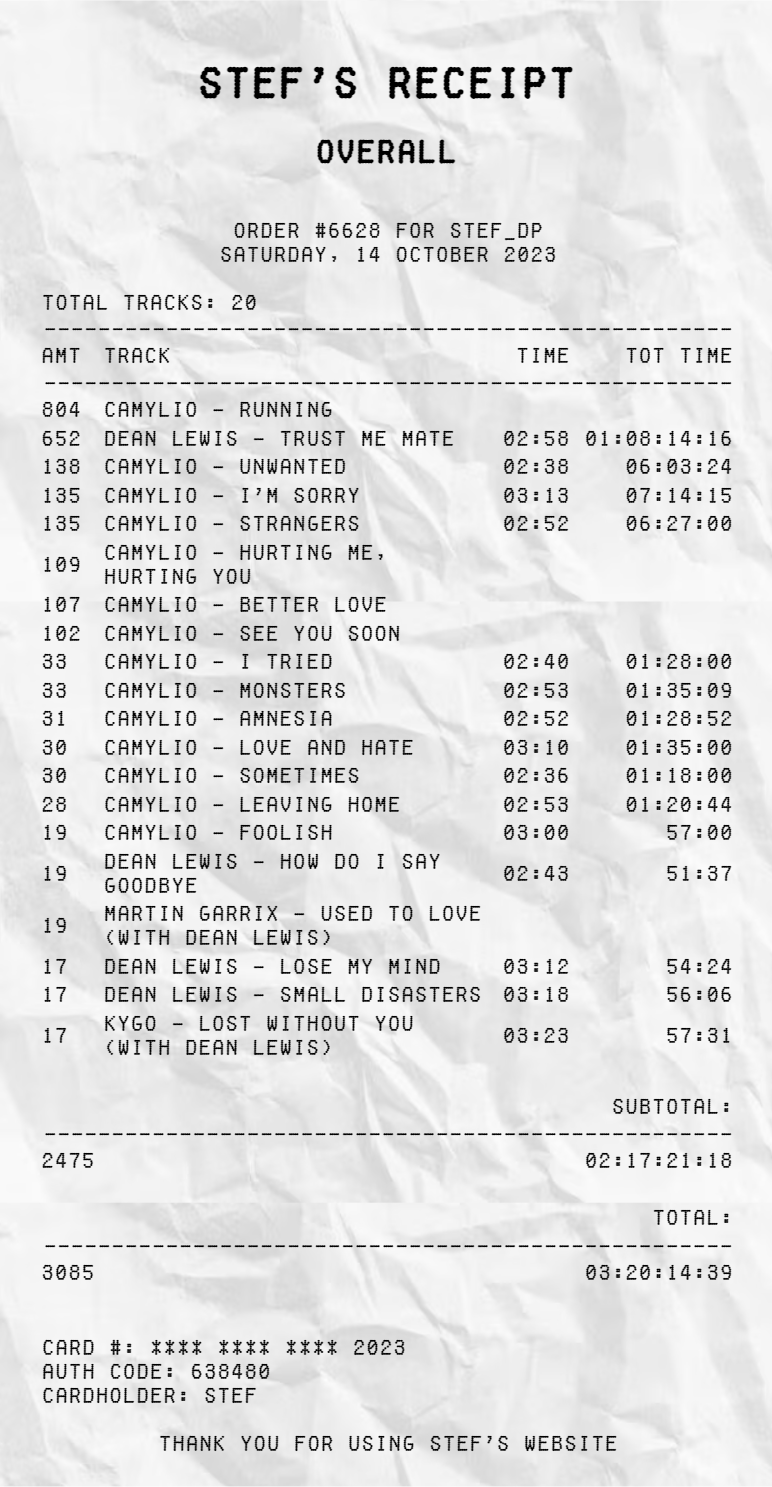 STEF'S RECEIPT
OVERALL
ORDER #6628 FOR STEF_DP
SATURDAY, 14 OCTOBER 2023
TOTAL TRACKS: 20
AMT TRACK TIME TOT TIME
804 CAMYLIO - RUNNING
652 DEAN LEWIS - TRUST ME MATE 02:58 01:08:14:16
138 CAMYLIO - UNWANTED 02:38 06:03:24
135 CAMYLIO - I'M SORRY 03:13 07:14:15
135 CAMYLIO - STRANGERS 02:52 06:27:00
109 CAMYLIO - HURTING ME,
HURTING YOU
107 CAMYLIO - BETTER LOVE
102 CAMYLIO - SEE YOU SOON
33 CAMYLIO - I TRIED 02:40 01:28:00
33 CAMYLIO - MONSTERS 02:53 01:35:09
31 CAMYLIO - AMNESIA 02:52 01:28:52
30 CAMYLIO - LOVE AND HATE 03:10 01:35:00
30 CAMYLIO - SOMETIMES 02:36 01:18:00
28 CAMYLIO - LEAVING HOME 02:53 01:20:44
19 CAMYLIO - FOOLISH 03:00 57:00
19 DEAN LEWIS - HOW DO I SAY
GOODBYE 02:43 51:37
19 MARTIN GARRIX - USED TO LOVE
(WITH DEAN LEWIS)
17 DEAN LEWIS - LOSE MY MIND 03:12 54:24
17 DEAN LEWIS - SMALL DISASTERS 03:18 56:06
17 KYGO - LOST WITHOUT YOU
(WITH DEAN LEWIS) 03:23 57:31
SUBTOTAL:
2475 02:17:21:18
TOTAL:
3085 03:20:14:39
CARD #: **** **** **** 2023
AUTH CODE: 638480
CARDHOLDER: STEF
THANK YOU FOR USING STEF'S WEBSITE